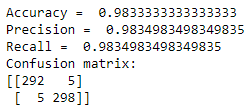 Accuracy =  0.9833333333333333
Precision =  0.9834983498349835
Recall =  0.9834983498349835
Confusion matrix:
[[292   5]
 [  5 298]]